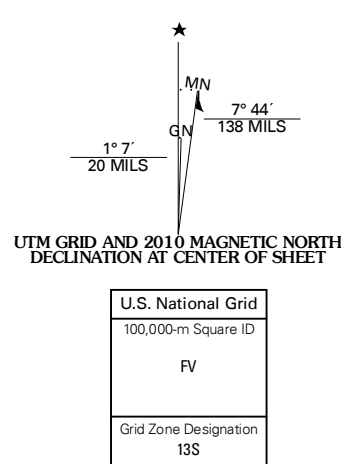 ★
MN
7° 44´
138 MILS
GN
1° 7´
20 MILS
UTM GRID AND 2010 MAGNETIC NORTH
DECLINATION AT CENTER OF SHEET
U.S. National Grid
100,000-m Square ID
FV
Grid Zone Designation
13S